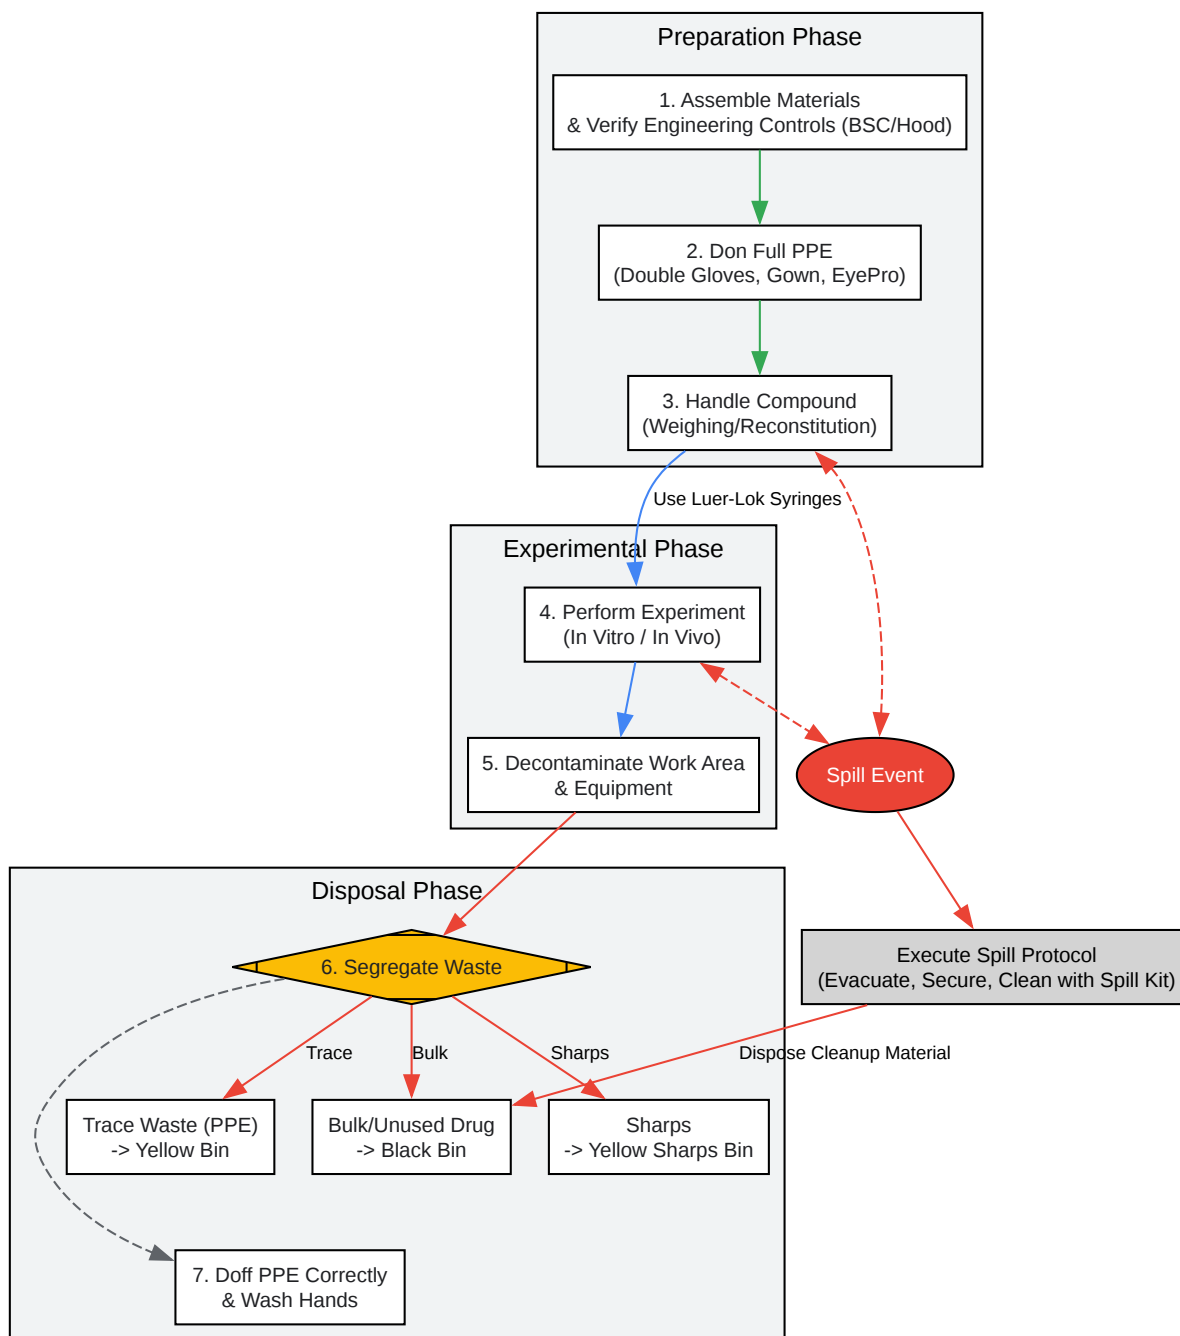 Preparation Phase
1. Assemble Materials
& Verify Engineering Controls (BSC/Hood)
2. Don Full PPE
(Double Gloves, Gown, EyePro)
3. Handle Compound
(Weighing/Reconstitution)
Use Luer-Lok Syringes
Experimental Phase
4. Perform Experiment
(In Vitro / In Vivo)
5. Decontaminate Work Area
& Equipment
Spill Event
Disposal Phase
6. Segregate Waste
Execute Spill Protocol
(Evacuate, Secure, Clean with Spill Kit)
Trace
Bulk
Sharps
Dispose Cleanup Material
Trace Waste (PPE)
-> Yellow Bin
Bulk/Unused Drug
-> Black Bin
Sharps
-> Yellow Sharps Bin
7. Doff PPE Correctly
& Wash Hands